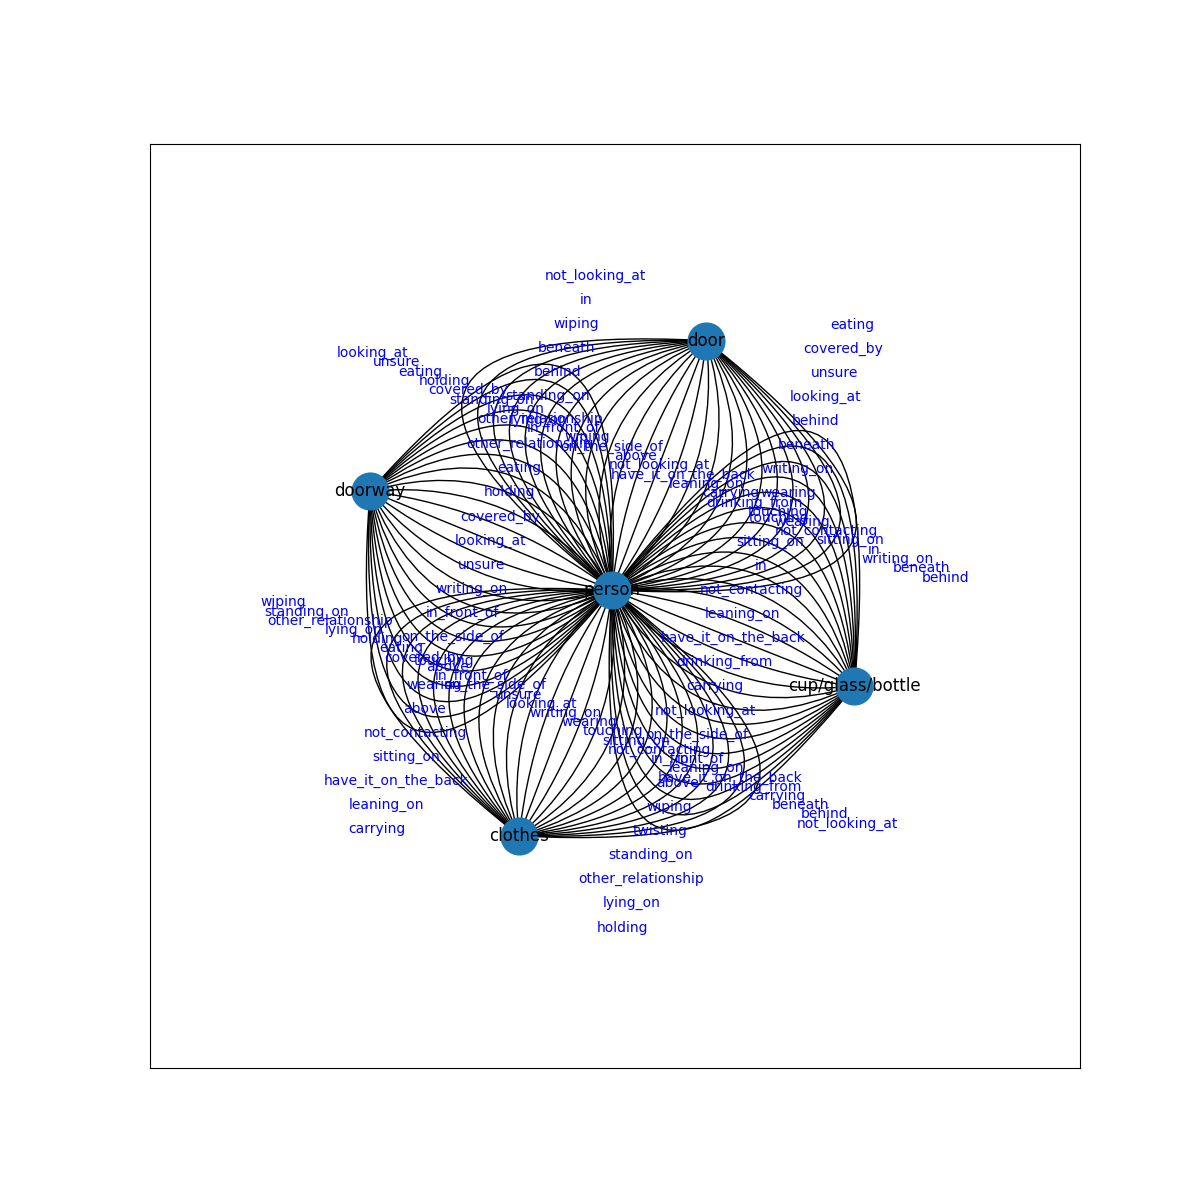 not_looking_at
in
wiping
eating
door
beneath
covered_by
looking_at
unsure
eating
holding
covered_by
standing_on
lying_on
behind
unsure
standing_on
looking_at
other_relationship
in_front_of
wiping
behind
other_relationship
on_the_side_of
beneath
above
not_looking_at
eating
have_it_on_the_back
writing_on
leaning_on
doorway
holding
carrying
wearing
drinking_from
covered_by
touching
touching
wearing
not_contacting
looking_at
sitting_on
sitting_on
in
unsure
in
writing_on
beneath
behind
writing_on
person
not_contacting
wiping
standing_on
in_front_of
leaning_on
other_relationship
lying_on
holding
on_the_side_of
have_it_on_the_back
eating
covered_by
touching
drinking_from
above
in_front_of
wearing
on_the_side_of
carrying
cup/glass/bottle
unsure
looking_at
above
writing_on
not_looking_at
wearing
not_contacting
touching
on_the_side_of
sitting_on
sitting_on
not_contacting
in_front_of
in
leaning_on
have_it_on_the_back
have_it_on_the_back
above
drinking_from
carrying
leaning_on
wiping
beneath
behind
carrying
clothes
twisting
not_looking_at
standing_on
other_relationship
lying_on
holding